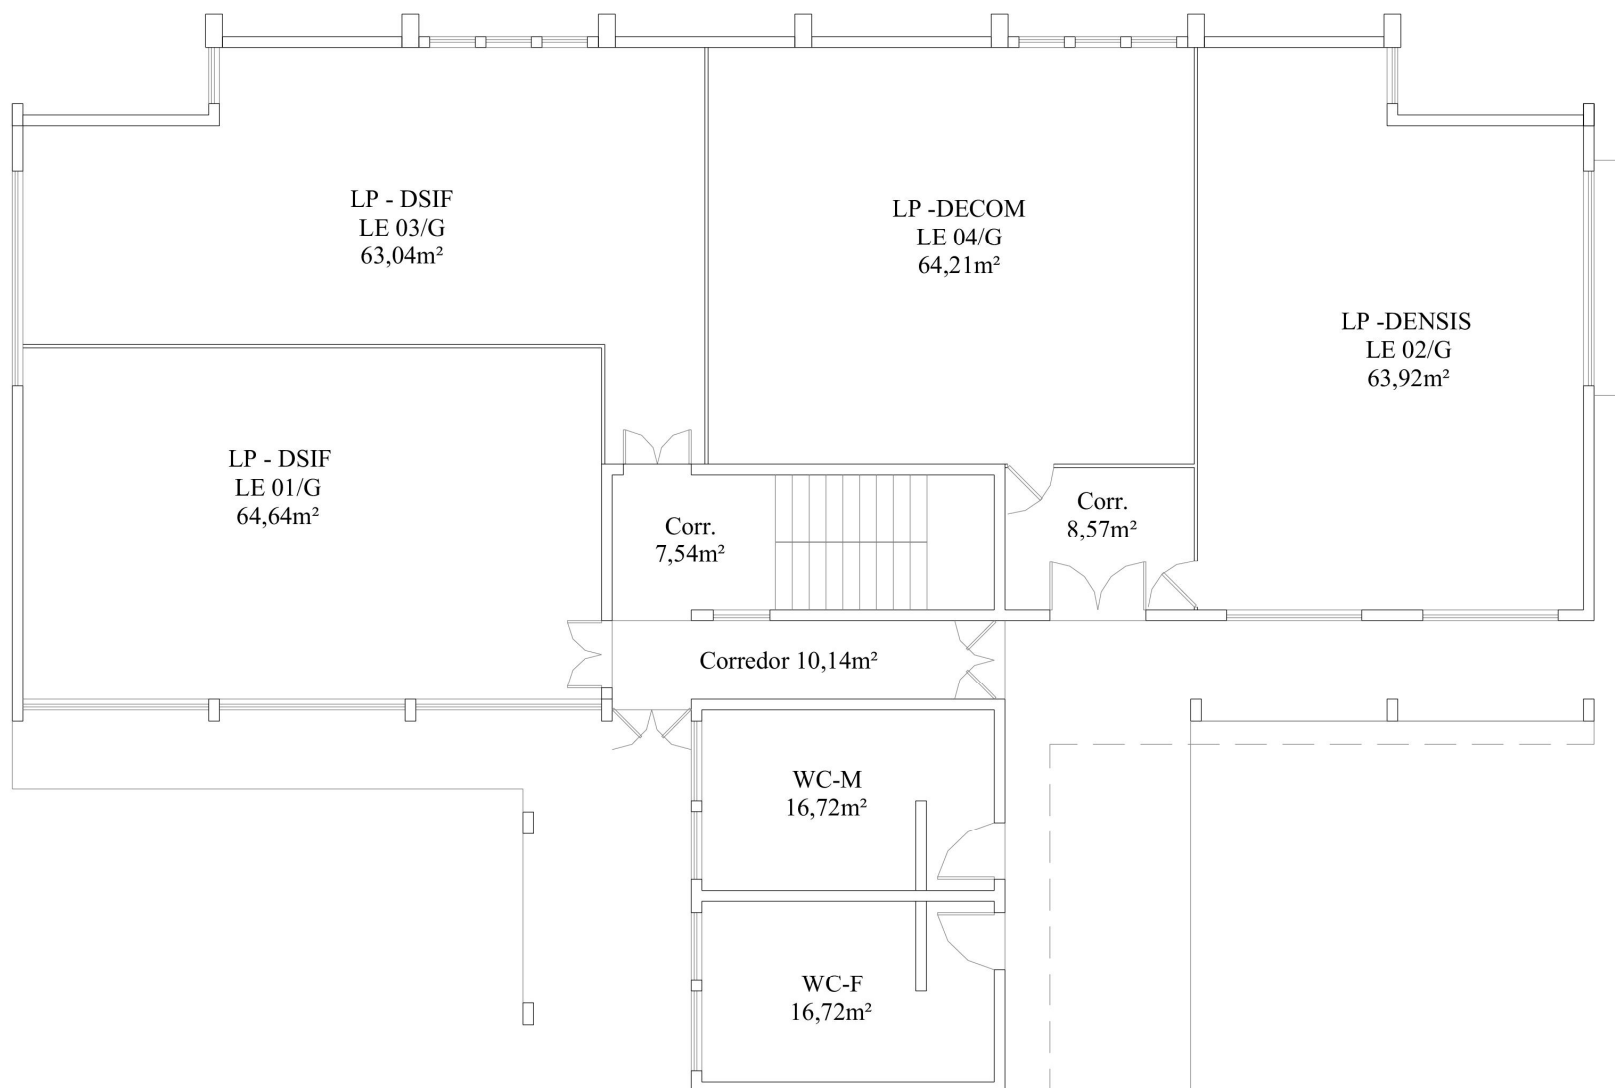 LP - DSIF
LE 03/G
63,04m²
LP -DECOM
LE 04/G
64,21m²
LP -DENSIS
LE 02/G
63,92m²
LP - DSIF
LE 01/G
64,64m²
Corr.
7,54m²
Corr.
8,57m²
Corredor 10,14m²
WC-M
16,72m²
WC-F
16,72m²